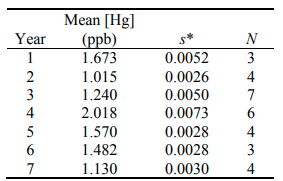 Mean [Hg]
Year (ppb) s* N
1 1.673 0.0052 3
2 1.015 0.0026 4
3 1.240 0.0050 7
4 2.018 0.0073 6
5 1.570 0.0028 4
6 1.482 0.0028 3
7 1.130 0.0030 4